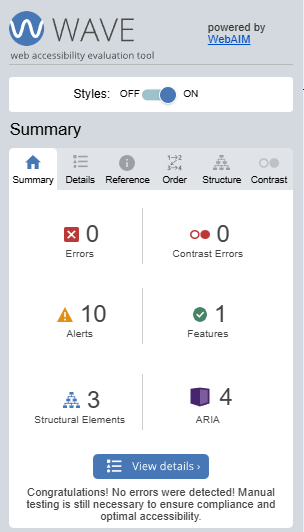 WAVE
powered by
WebAIM
web accessibility evaluation tool
Styles: OFF ON
Summary
Summary Details Reference Order Structure Contrast
0 0
Errors Contrast Errors
10 1
Alerts Features
3 4
Structural Elements ARIA
View details ›
Congratulations! No errors were detected! Manual
testing is still necessary to ensure compliance and
optimal accessibility.